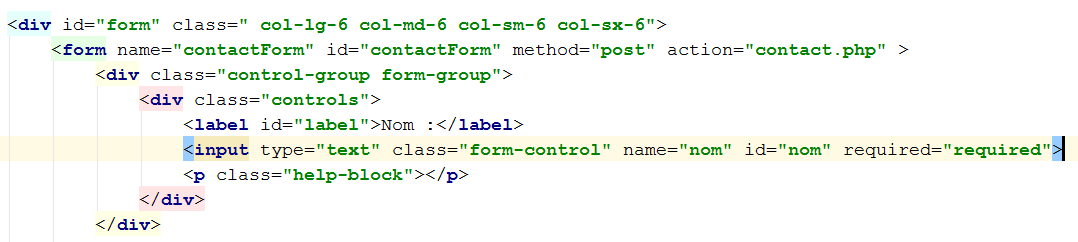 <div id="form" class=" col-lg-6 col-md-6 col-sm-6 col-sx-6">
<form name="contactForm" id="contactForm" method="post" action="contact.php" >
<div class="control-group form-group">
<div class="controls">
<label id="label">Nom :</label>
<input type="text" class="form-control" name="nom" id="nom" required="required">
<p class="help-block"></p>
</div>
</div>